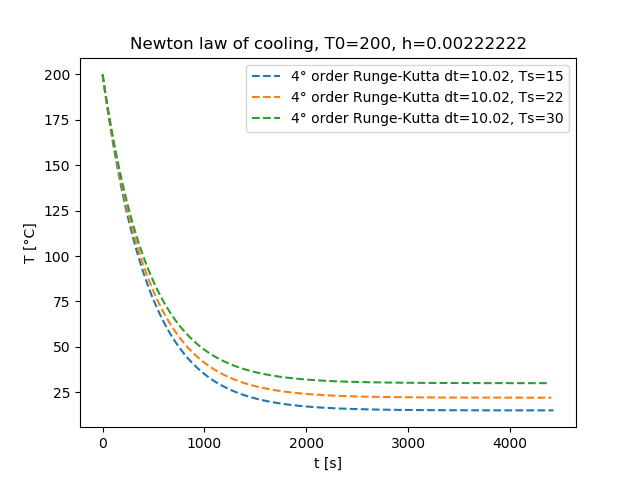 Newton law of cooling, T0=200, h=0.00222222
4° order Runge-Kutta dt=10.02, Ts=15
4° order Runge-Kutta dt=10.02, Ts=22
4° order Runge-Kutta dt=10.02, Ts=30
200
175
150
125
100
75
50
25
T [°C]
0 1000 2000 3000 4000
t [s]